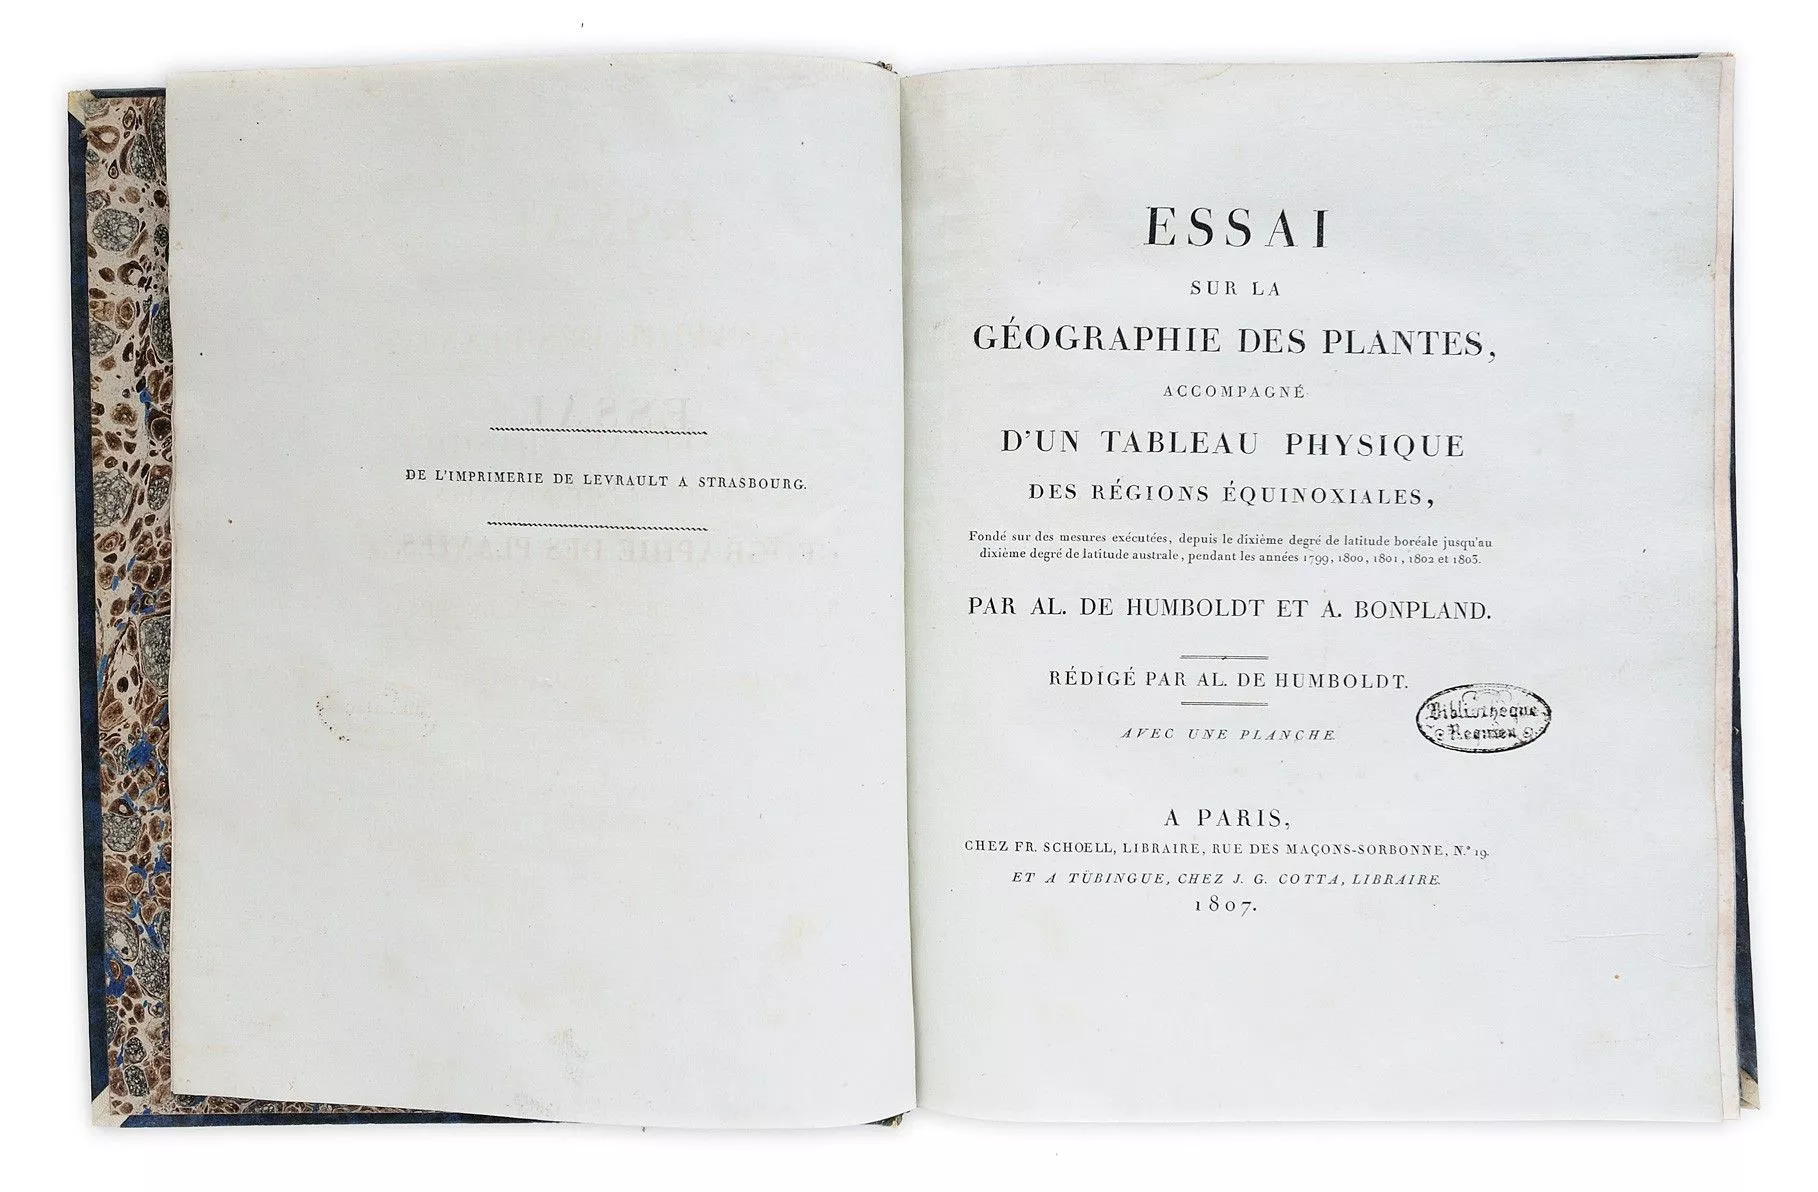 DE L'IMPRIMERIE DE LEVRAULT A STRASBOURG.
ESSAI
SUR LA
GÉOGRAPHIE DES PLANTES,
ACCOMPAGNÉ
D'UN TABLEAU PHYSIQUE
DES RÉGIONS ÉQUINOXIALES,
Fondé sur des mesures exécutées, depuis le dixième degré de latitude boréale jusqu'au
dixième degré de latitude australe, pendant les années 1799, 1800, 1801, 1802 et 1803.
PAR AL. DE HUMBOLDT ET A. BONPLAND.
RÉDIGÉ PAR AL. DE HUMBOLDT.
AVEC UNE PLANCHE.
Bibliothèque
Requien
A PARIS,
CHEZ FR. SCHOELL, LIBRAIRE, RUE DES MAÇONS-SORBONNE, N.º 19.
ET A TÜBINGUE, CHEZ J. G. COTTA, LIBRAIRE.
1807.